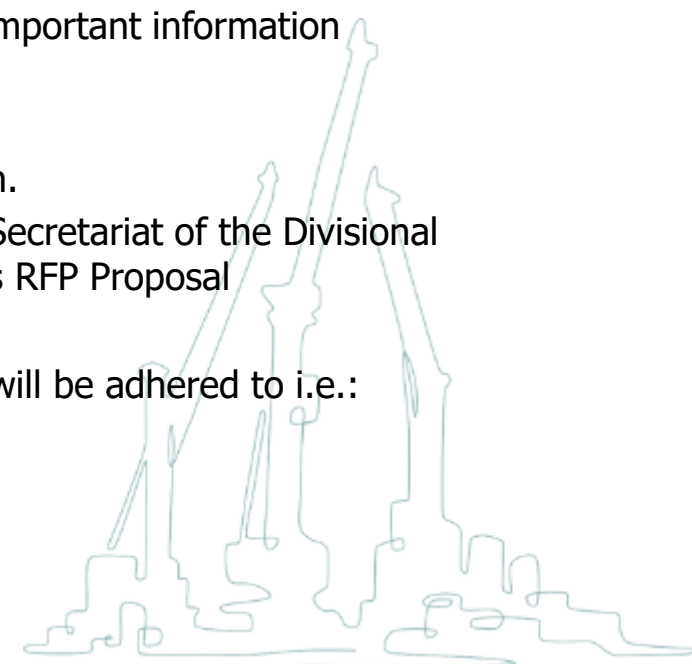 mportant information
n.
Secretariat of the Divisional
s RFP Proposal
will be adhered to i.e.: